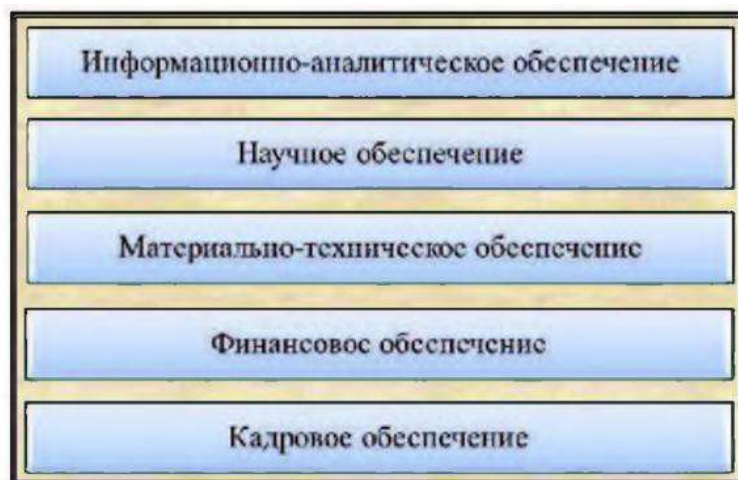 Информационно-аналитическое обеспечение
Научное обеспечение
Материально-техническое обеспечение
Финансовое обеспечение
Кадровое обеспечение